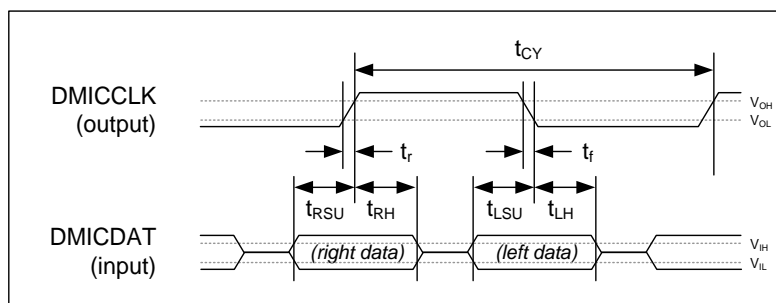 tCY
DMICCLK
(output)
VOH
VOL
tr
tf
tRSU
tRH
tLSU
tLH
DMICDAT
(input)
(right data)
(left data)
VIH
VIL